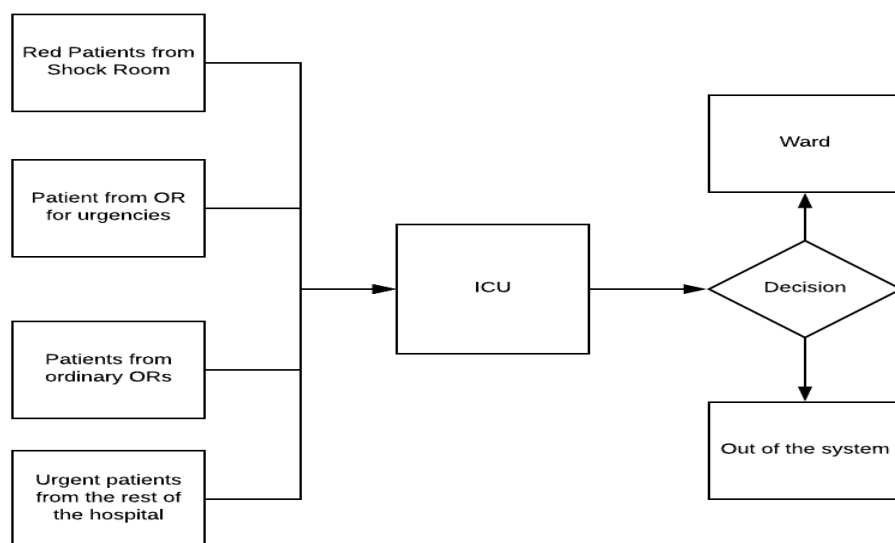 Red Patients from
Shock Room
Patient from OR
for urgencies
Patients from
ordinary ORs
Urgent patients
from the rest of
the hospital
ICU
Ward
Decision
Out of the system